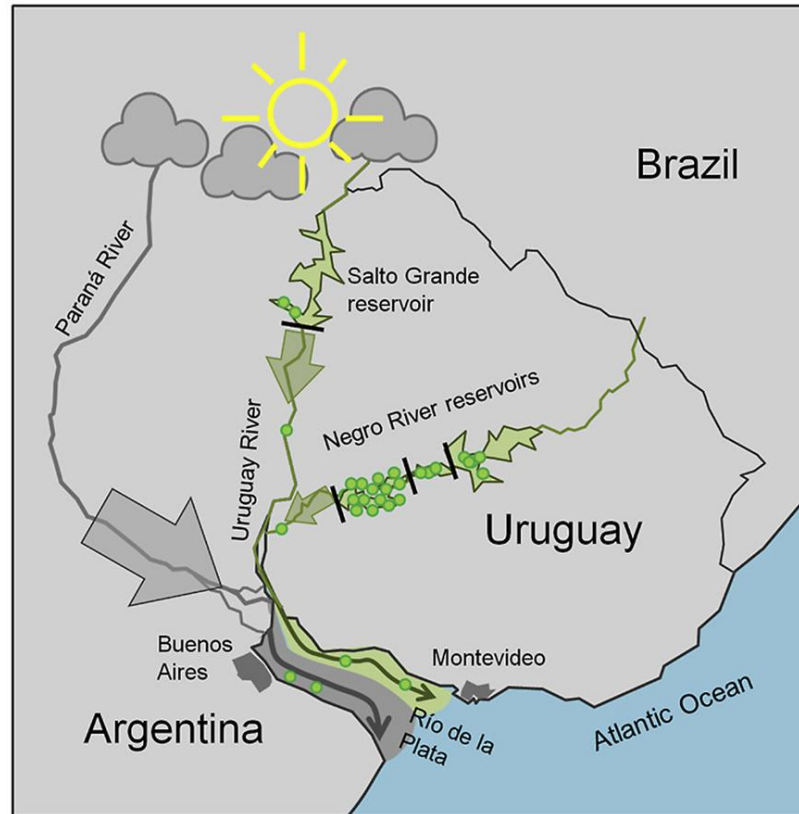 Brazil
Paraná River
Salto Grande
reservoir
Negro River reservoirs
Uruguay River
Uruguay
Buenos
Aires
Montevideo
Argentina
Río de la
Plata
Atlantic Ocean